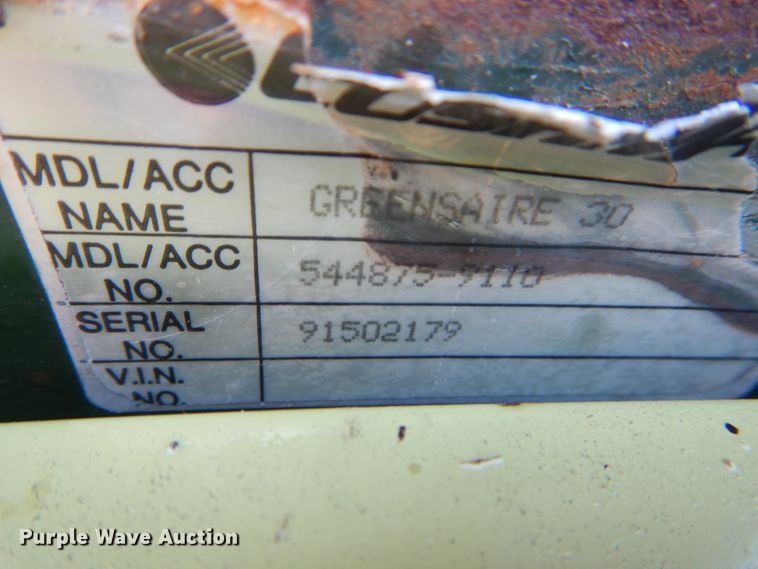 MDL/ACC NAME GREENSAIRE 30
MDL/ACC NO. 544875-9110
SERIAL NO. 91502179
V.I.N. NO.
Purple Wave Auction